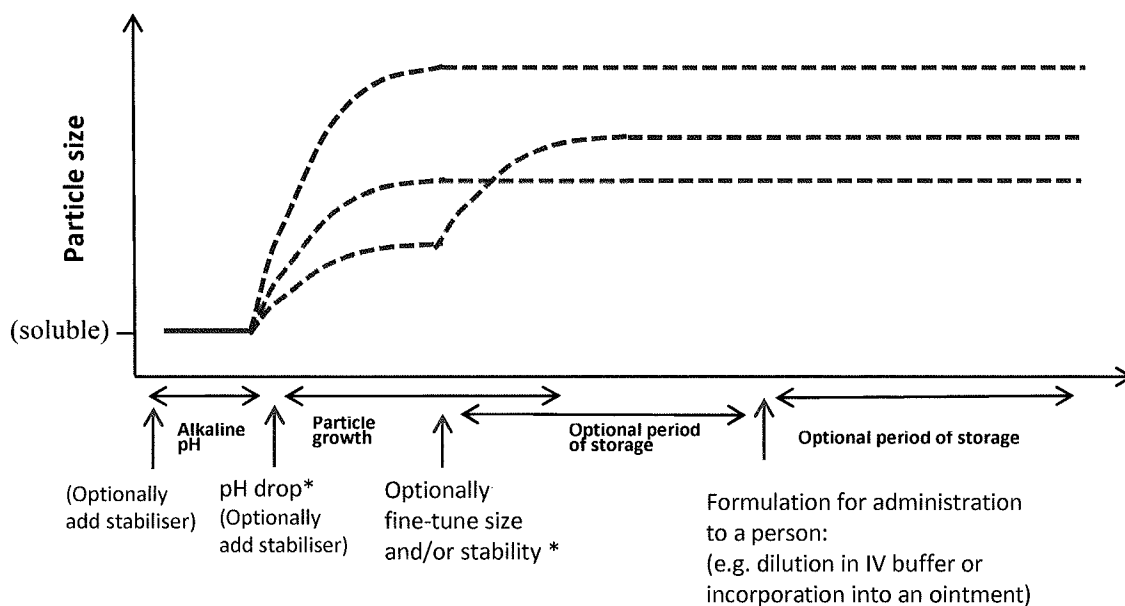 Particle size
(soluble)
Alkaline
pH
Particle
growth
Optional period
of storage
Optional period of storage
(Optionally
add stabiliser)
pH drop*
(Optionally
add stabiliser)
Optionally
fine-tune size
and/or stability *
Formulation for administration
to a person:
(e.g. dilution in IV buffer or
incorporation into an ointment)